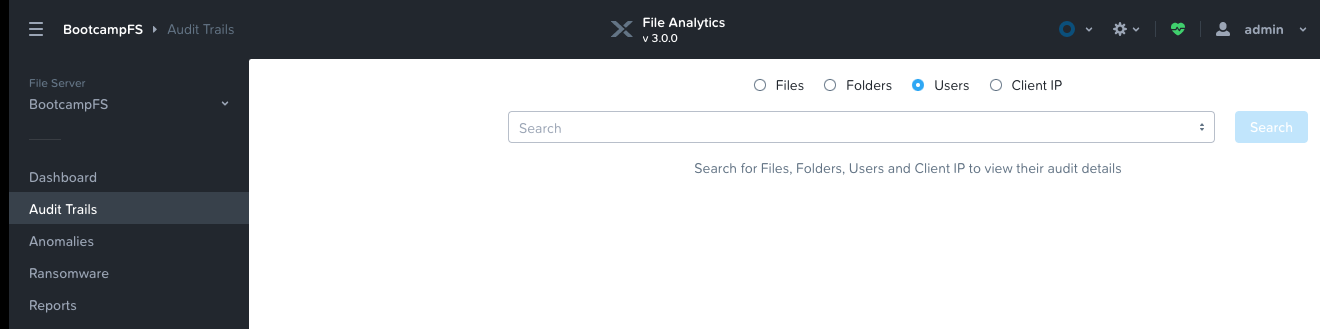 BootcampFS Audit Trails
File Analytics
v 3.0.0
admin
File Server
BootcampFS
Dashboard
Audit Trails
Anomalies
Ransomware
Reports
Files Folders Users Client IP
Search Search
Search for Files, Folders, Users and Client IP to view their audit details